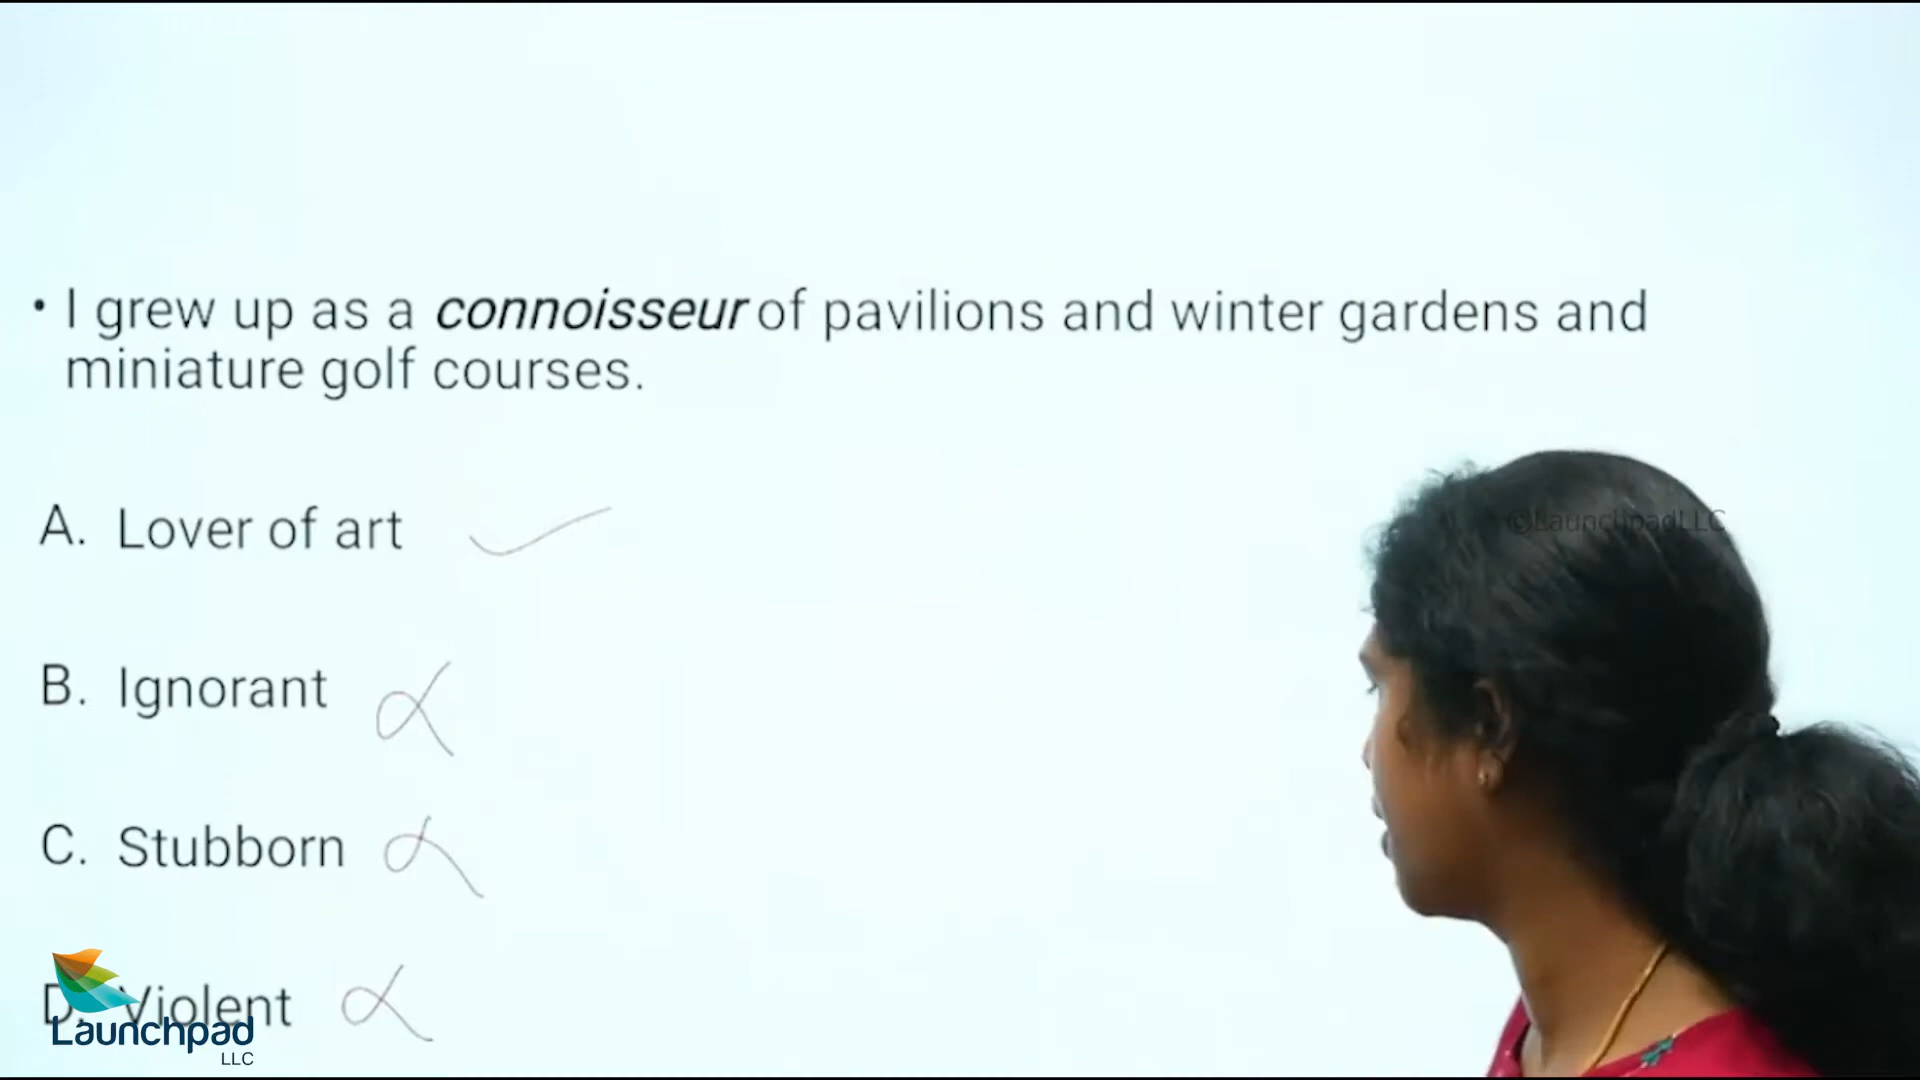 • I grew up as a connoisseur of pavilions and winter gardens and
miniature golf courses.
A. Lover of art
B. Ignorant
C. Stubborn
D. Violent
©LaunchpadLLC
Launchpad
LLC